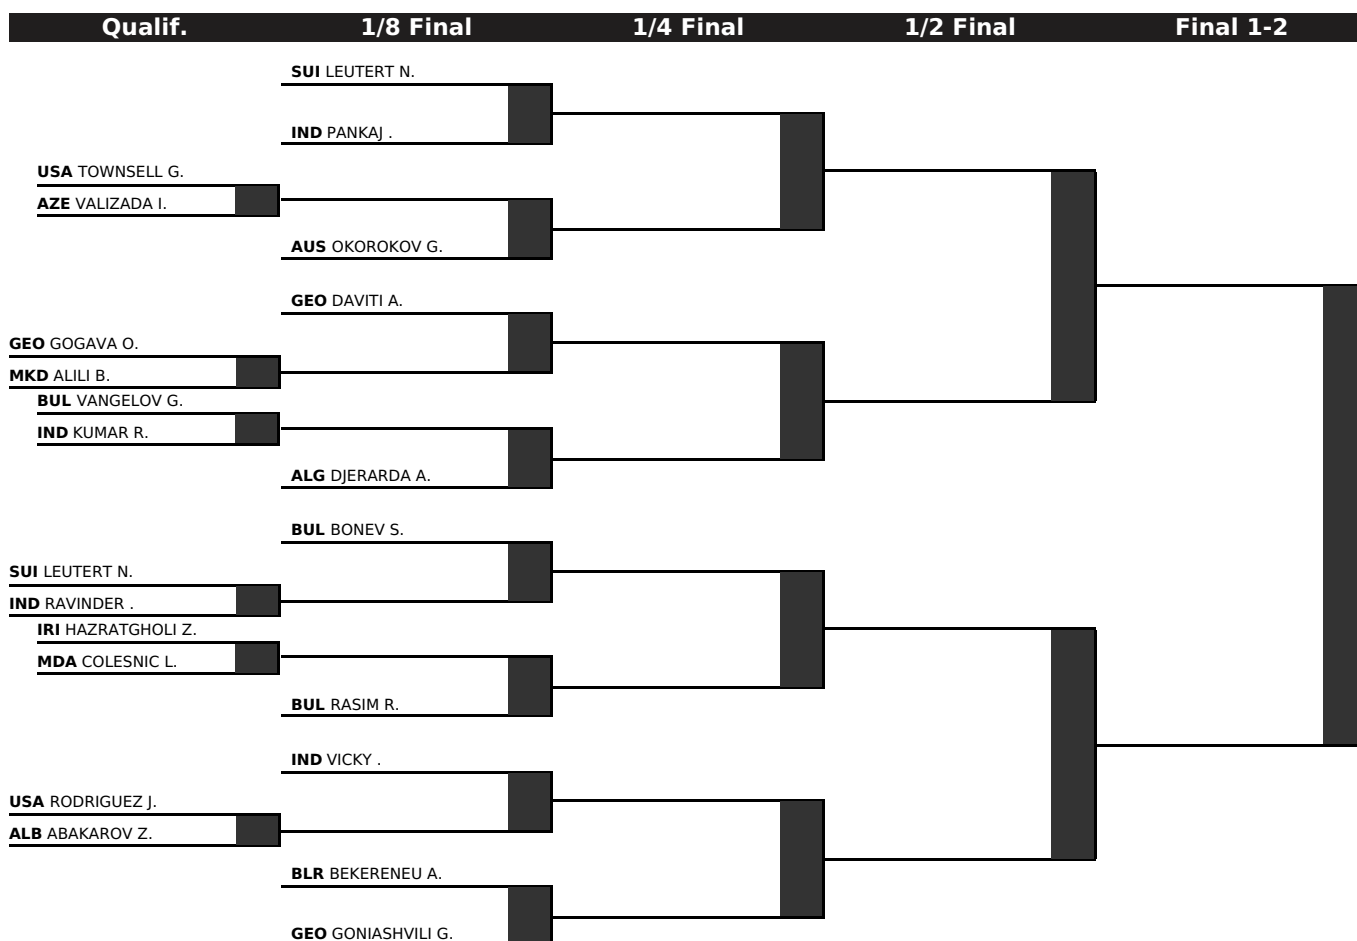 Qualif. 1/8 Final 1/4 Final 1/2 Final Final 1-2
SUI LEUTERT N.
IND PANKAJ .
USA TOWNSELL G.
AZE VALIZADA I.
AUS OKOROKOV G.
GEO DAVITI A.
GEO GOGAVA O.
MKD ALILI B.
BUL VANGELOV G.
IND KUMAR R.
ALG DJERARDA A.
BUL BONEV S.
SUI LEUTERT N.
IND RAVINDER .
IRI HAZRATGHOLI Z.
MDA COLESNIC L.
BUL RASIM R.
IND VICKY .
USA RODRIGUEZ J.
ALB ABAKAROV Z.
BLR BEKERENEU A.
GEO GONIASHVILI G.